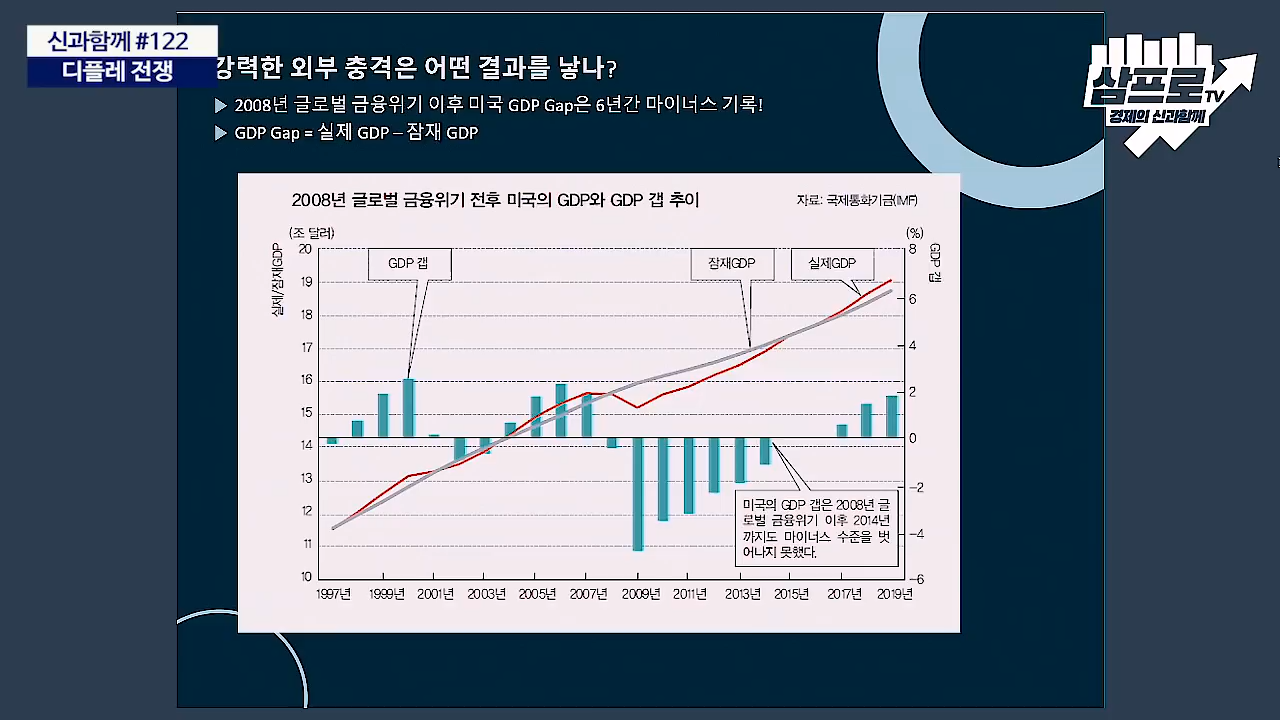 신과함께 #122
디플레 전쟁
삼프로TV
경제의 신과함께
강력한 외부 충격은 어떤 결과를 낳나?
2008년 글로벌 금융위기 이후 미국 GDP Gap은 6년간 마이너스 기록!
GDP Gap = 실제 GDP – 잠재 GDP
2008년 글로벌 금융위기 전후 미국의 GDP와 GDP 갭 추이
자료: 국제통화기금(IMF)
(조 달러)
(%)
실제/잠재GDP
GDP 갭
GDP 갭
잠재GDP
실제GDP
20
19
18
17
16
15
14
13
12
11
10
8
6
4
2
0
−2
−4
−6
미국의 GDP 갭은 2008년 글
로벌 금융위기 이후 2014년
까지도 마이너스 수준을 벗
어나지 못했다.
1997년 1999년 2001년 2003년 2005년 2007년 2009년 2011년 2013년 2015년 2017년 2019년